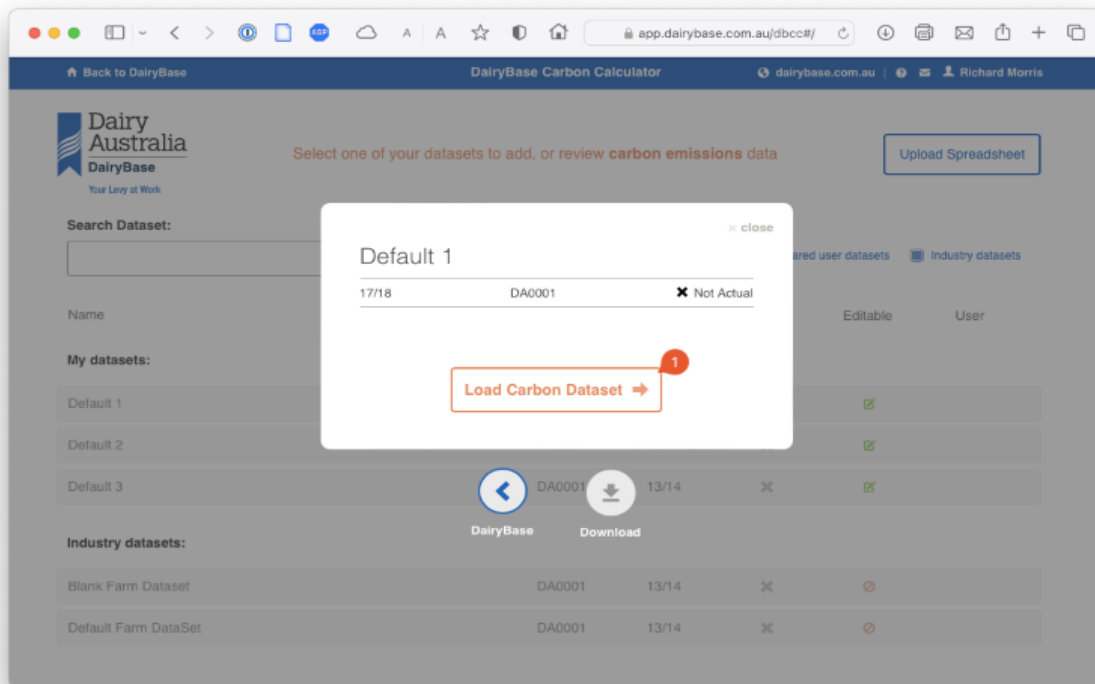 ABP
A A
app.dairybase.com.au/dbcc#/
Back to DairyBase DairyBase Carbon Calculator dairybase.com.au | Richard Morris
Dairy
Australia
DairyBase
Your Levy at Work
Select one of your datasets to add, or review carbon emissions data
Upload Spreadsheet
Search Dataset:
ared user datasets Industry datasets
close
Default 1
17/18 DA0001 Not Actual
1
Load Carbon Dataset
Name Editable User
My datasets:
Default 1
Default 2
Default 3 DA0001 13/14
DairyBase Download
Industry datasets:
Blank Farm Dataset DA0001 13/14
Default Farm DataSet DA0001 13/14